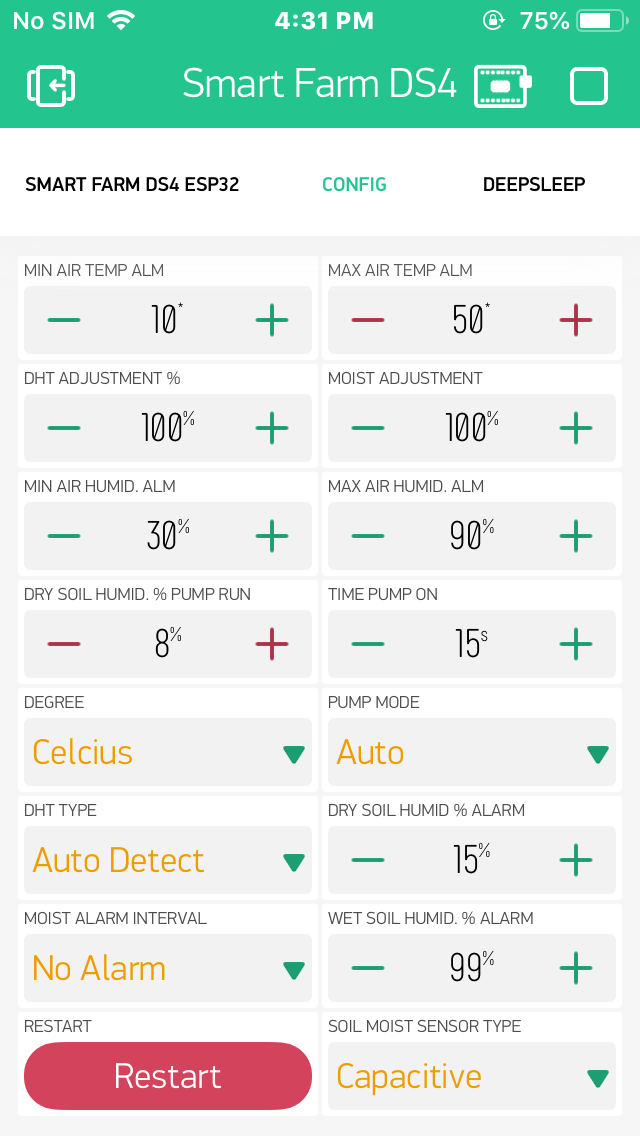 No SIM 4:31 PM 75%
Smart Farm DS4
SMART FARM DS4 ESP32 CONFIG DEEPSLEEP
MIN AIR TEMP ALM MAX AIR TEMP ALM
— 10* + — 50* +
DHT ADJUSTMENT % MOIST ADJUSTMENT
— 100% + — 100% +
MIN AIR HUMID. ALM MAX AIR HUMID. ALM
— 30% + — 90% +
DRY SOIL HUMID. % PUMP RUN TIME PUMP ON
— 8% + — 15s +
DEGREE PUMP MODE
Celcius Auto
DHT TYPE DRY SOIL HUMID % ALARM
Auto Detect — 15% +
MOIST ALARM INTERVAL WET SOIL HUMID. % ALARM
No Alarm — 99% +
RESTART SOIL MOIST SENSOR TYPE
Restart Capacitive